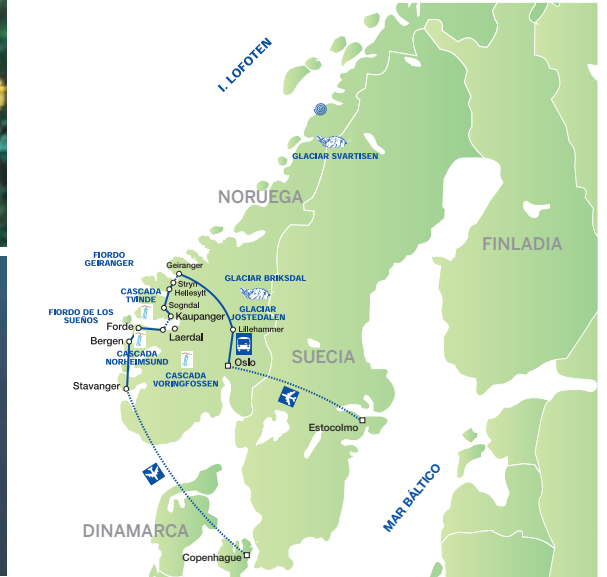 I. LOFOTEN
GLACIAR SVARTISEN
NORUEGA
FINLADIA
FIORDO
GEIRANGER
Geiranger
GLACIAR BRIKSDAL
Stryn
Hellesylt
CASCADA
TVINDE
GLACIAR
JOSTEDALEN
Sogndal
FIORDO DE LOS
SUEÑOS
Kaupanger
Forde
Lillehammer
Laerdal
Bergen
CASCADA
NORHEIMSUND
SUECIA
Oslo
CASCADA
VORINGFOSSEN
Stavanger
Estocolmo
MAR BÁLTICO
DINAMARCA
Copenhague